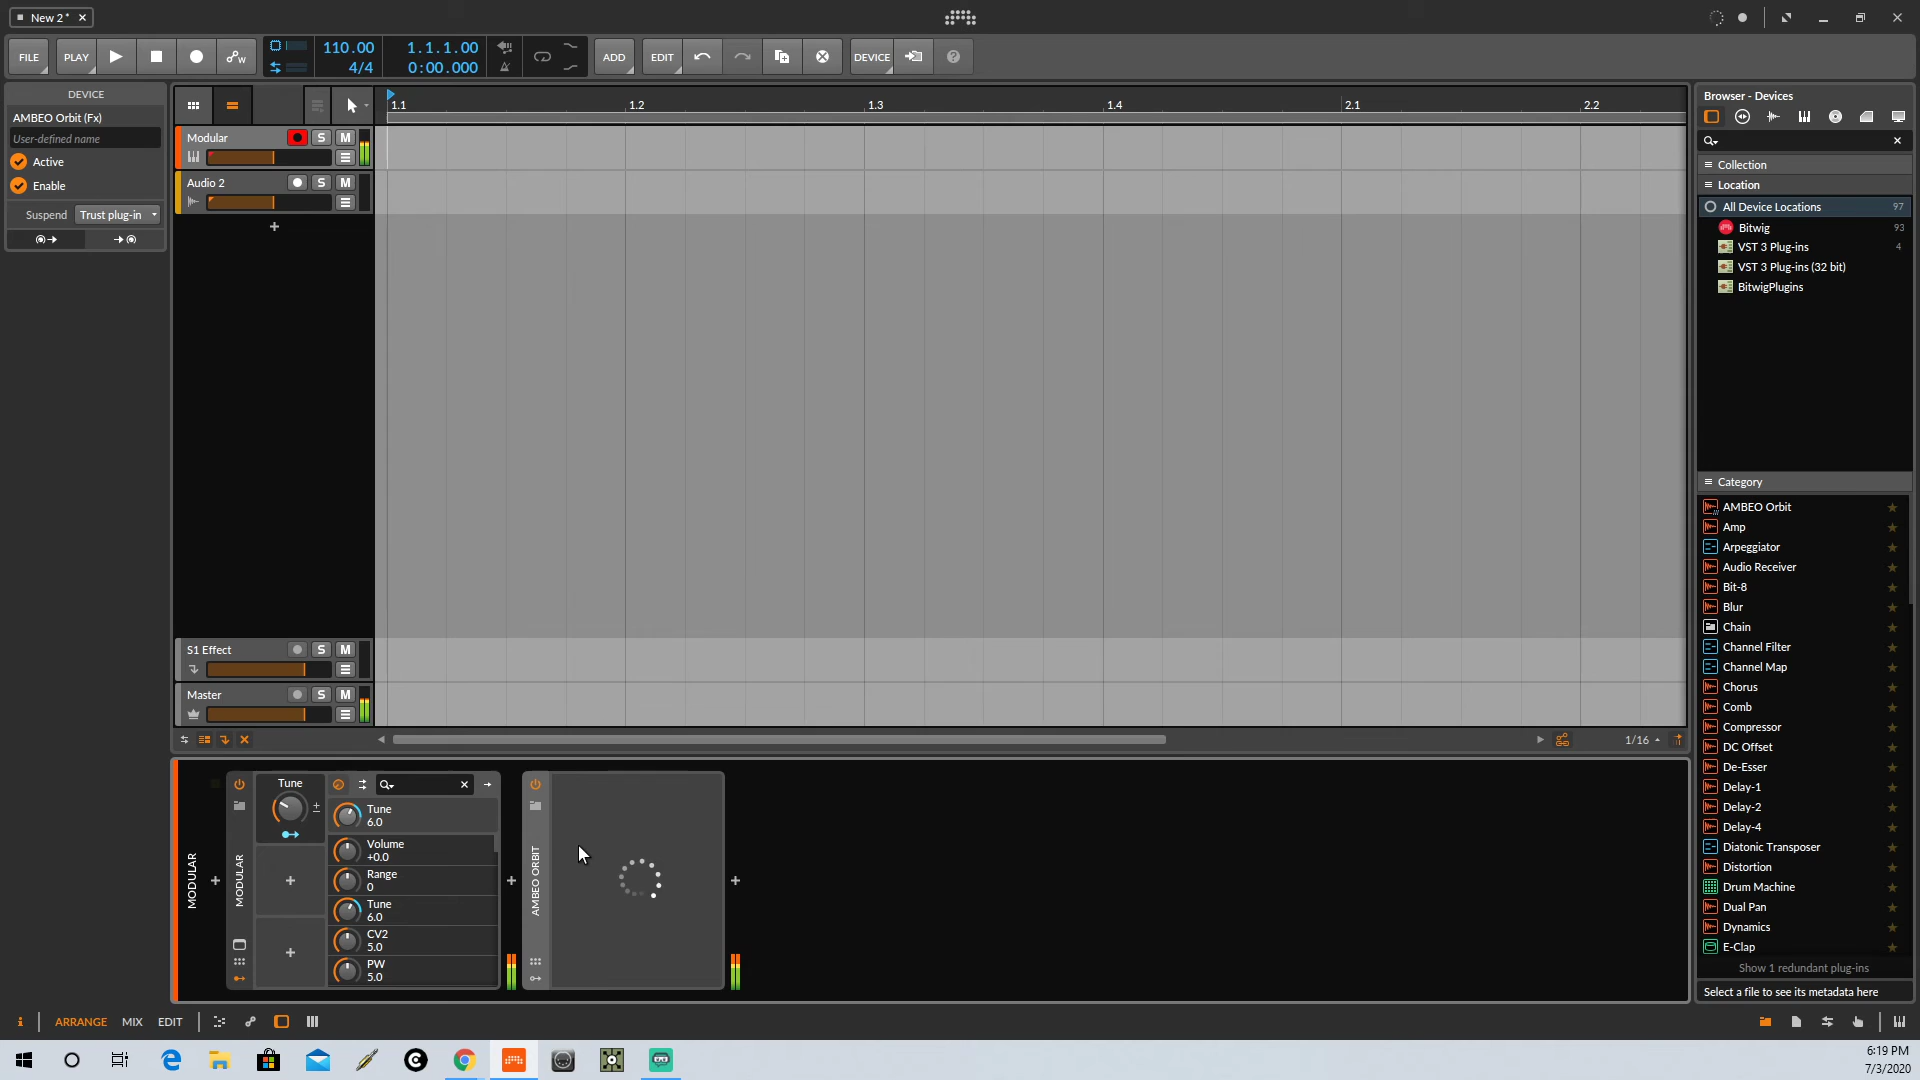 New 2*
FILE
PLAY
110.00
4/4
1.1.1.00
0:00.000
ADD
EDIT
DEVICE
DEVICE
AMBEO Orbit (Fx)
User-defined name
Active
Enable
Suspend Trust plug-in
1.1 1.2 1.3 1.4 2.1 2.2
Modular S M
Audio 2 S M
S1 Effect S M
Master S M
1/16
Browser - Devices
Collection
Location
All Device Locations 97
Bitwig 93
VST 3 Plug-ins 4
VST 3 Plug-ins (32 bit)
BitwigPlugins
Category
AMBEO Orbit
Amp
Arpeggiator
Audio Receiver
Bit-8
Blur
Chain
Channel Filter
Channel Map
Chorus
Comb
Compressor
DC Offset
De-Esser
Delay-1
Delay-2
Delay-4
Diatonic Transposer
Distortion
Drum Machine
Dual Pan
Dynamics
E-Clap
Show 1 redundant plug-ins
Select a file to see its metadata here
MODULAR
MODULAR
Tune
Tune
6.0
Volume
+0.0
Range
0
Tune
6.0
CV2
5.0
PW
5.0
AMBEO ORBIT
i ARRANGE MIX EDIT
6:19 PM
7/3/2020